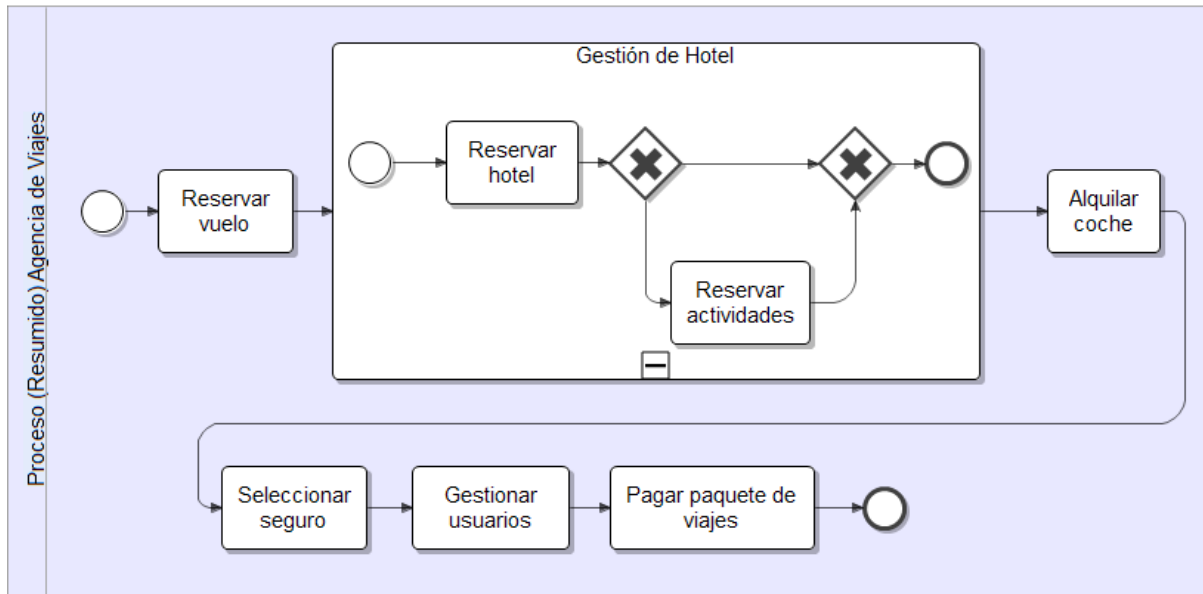 Proceso (Resumido) Agencia de Viajes
Gestión de Hotel
Reservar
vuelo
Reservar
hotel
Reservar
actividades
Alquilar
coche
Seleccionar
seguro
Gestionar
usuarios
Pagar paquete de
viajes